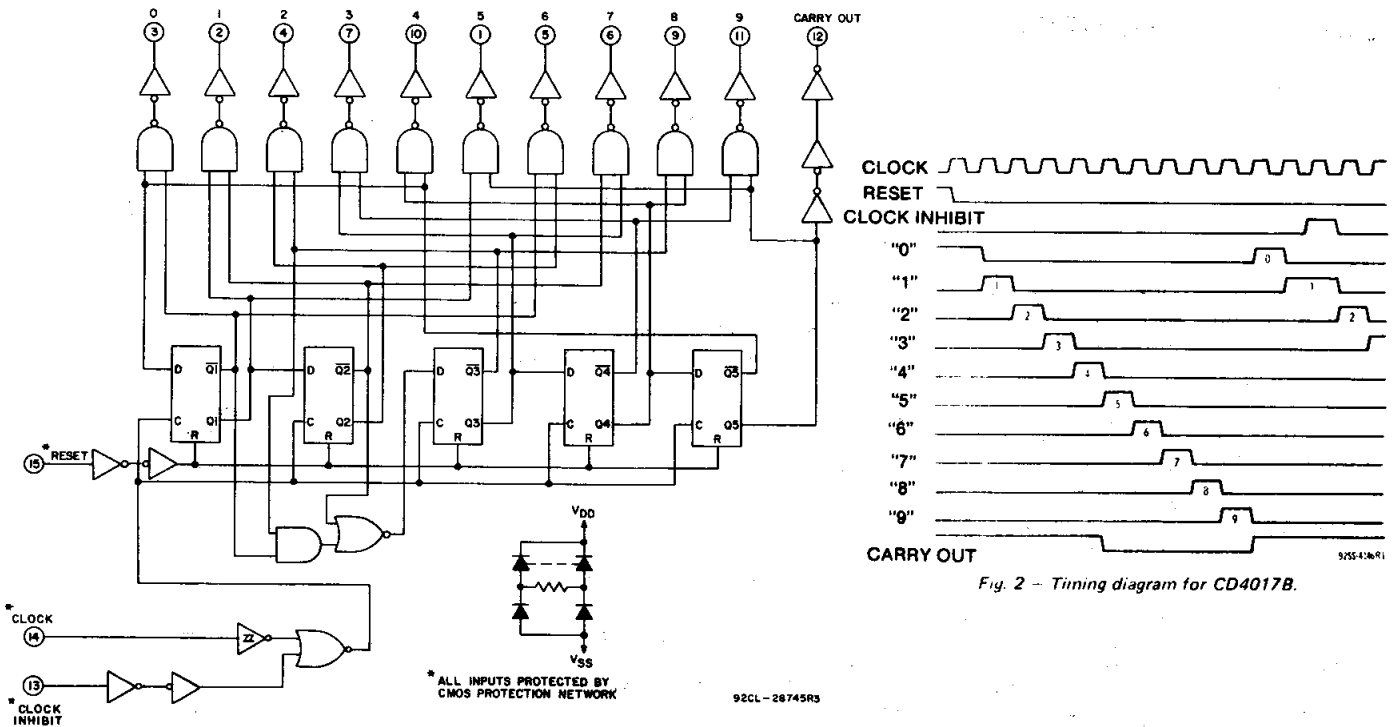 0 1 2 3 4 5 6 7 8 9 CARRY OUT
3 2 4 7 10 1 5 6 9 11 12
D Q1 D Q2 D Q3 D Q4 D Q5
C Q1 C Q2 C Q3 C Q4 C Q5
R R R R R
* RESET
15
VDD
VSS
* CLOCK
14
13
* CLOCK
INHIBIT
* ALL INPUTS PROTECTED BY
CMOS PROTECTION NETWORK
92CL-28745R3
CLOCK
RESET
CLOCK INHIBIT
"0" 0
"1" 1 1
"2" 2 2
"3" 3
"4" 4
"5" 5
"6" 6
"7" 7
"8" 8
"9" 9
CARRY OUT
Fig. 2 – Timing diagram for CD4017B.